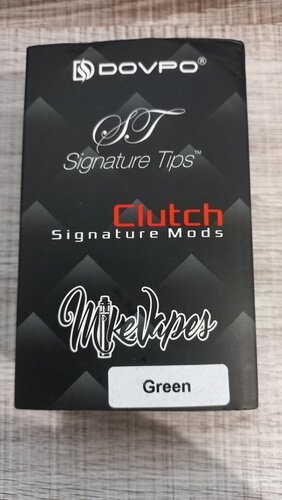 DOVPO®
ST
Signature Tips™
Clutch
Signature Mods
MikeVapes
Green